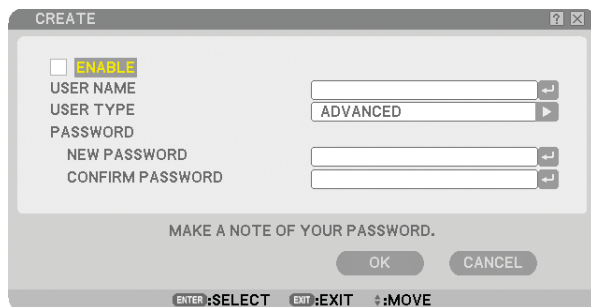 CREATE
ENABLE
USER NAME
USER TYPE ADVANCED
PASSWORD
NEW PASSWORD
CONFIRM PASSWORD
MAKE A NOTE OF YOUR PASSWORD.
OK CANCEL
ENTER :SELECT EXIT :EXIT :MOVE